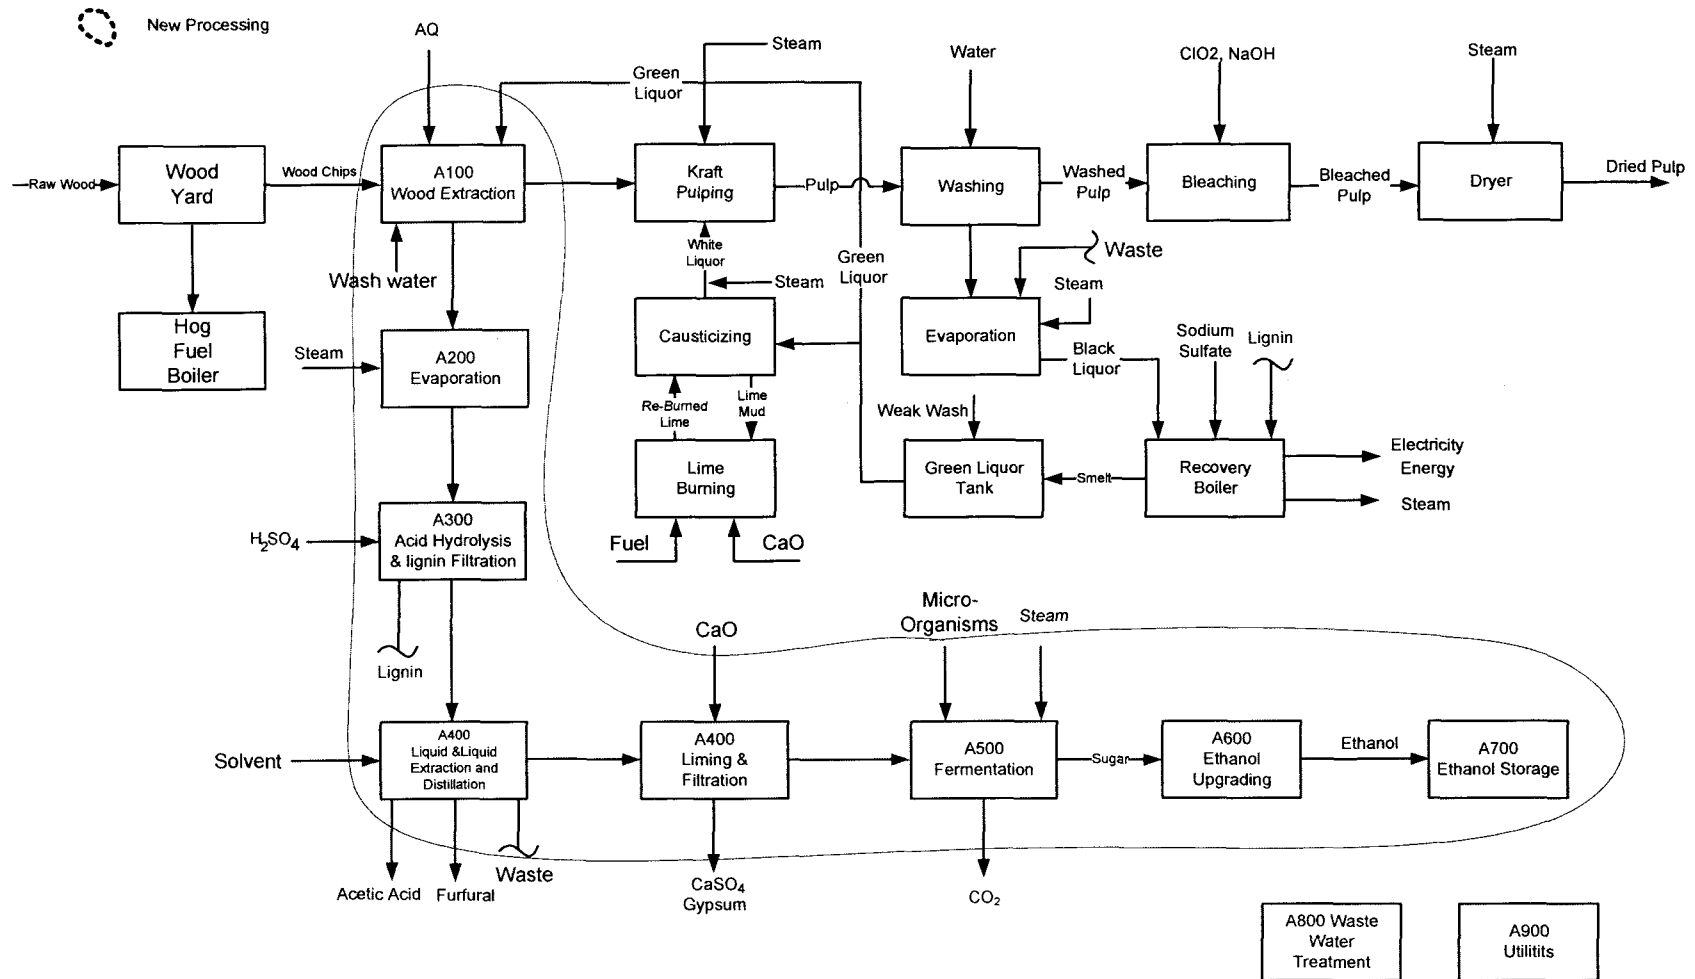 New Processing
AQ
Steam
Green
Liquor
Water
ClO2, NaOH
Steam
Raw Wood
Wood
Yard
Wood Chips
A100
Wood Extraction
Kraft
Pulping
Pulp
Washing
Washed
Pulp
Bleaching
Bleached
Pulp
Dryer
Dried Pulp
Wash water
White
Liquor
Green
Liquor
Waste
Steam
Steam
Hog
Fuel
Boiler
Steam
A200
Evaporation
Causticizing
Evaporation
Black
Liquor
Sodium
Sulfate
Lignin
Re-Burned
Lime
Lime
Mud
Weak Wash
Lime
Burning
Green Liquor
Tank
Smelt
Recovery
Boiler
Electricity
Energy
Steam
H2SO4
A300
Acid Hydrolysis
& lignin Filtration
Fuel
CaO
Lignin
CaO
Micro-
Organisms
Steam
Solvent
A400
Liquid &Liquid
Extraction and
Distillation
A400
Liming &
Filtration
A500
Fermentation
Sugar
A600
Ethanol
Upgrading
Ethanol
A700
Ethanol Storage
Acetic Acid
Furfural
Waste
CaSO4
Gypsum
CO2
A800 Waste
Water
Treatment
A900
Utilitits